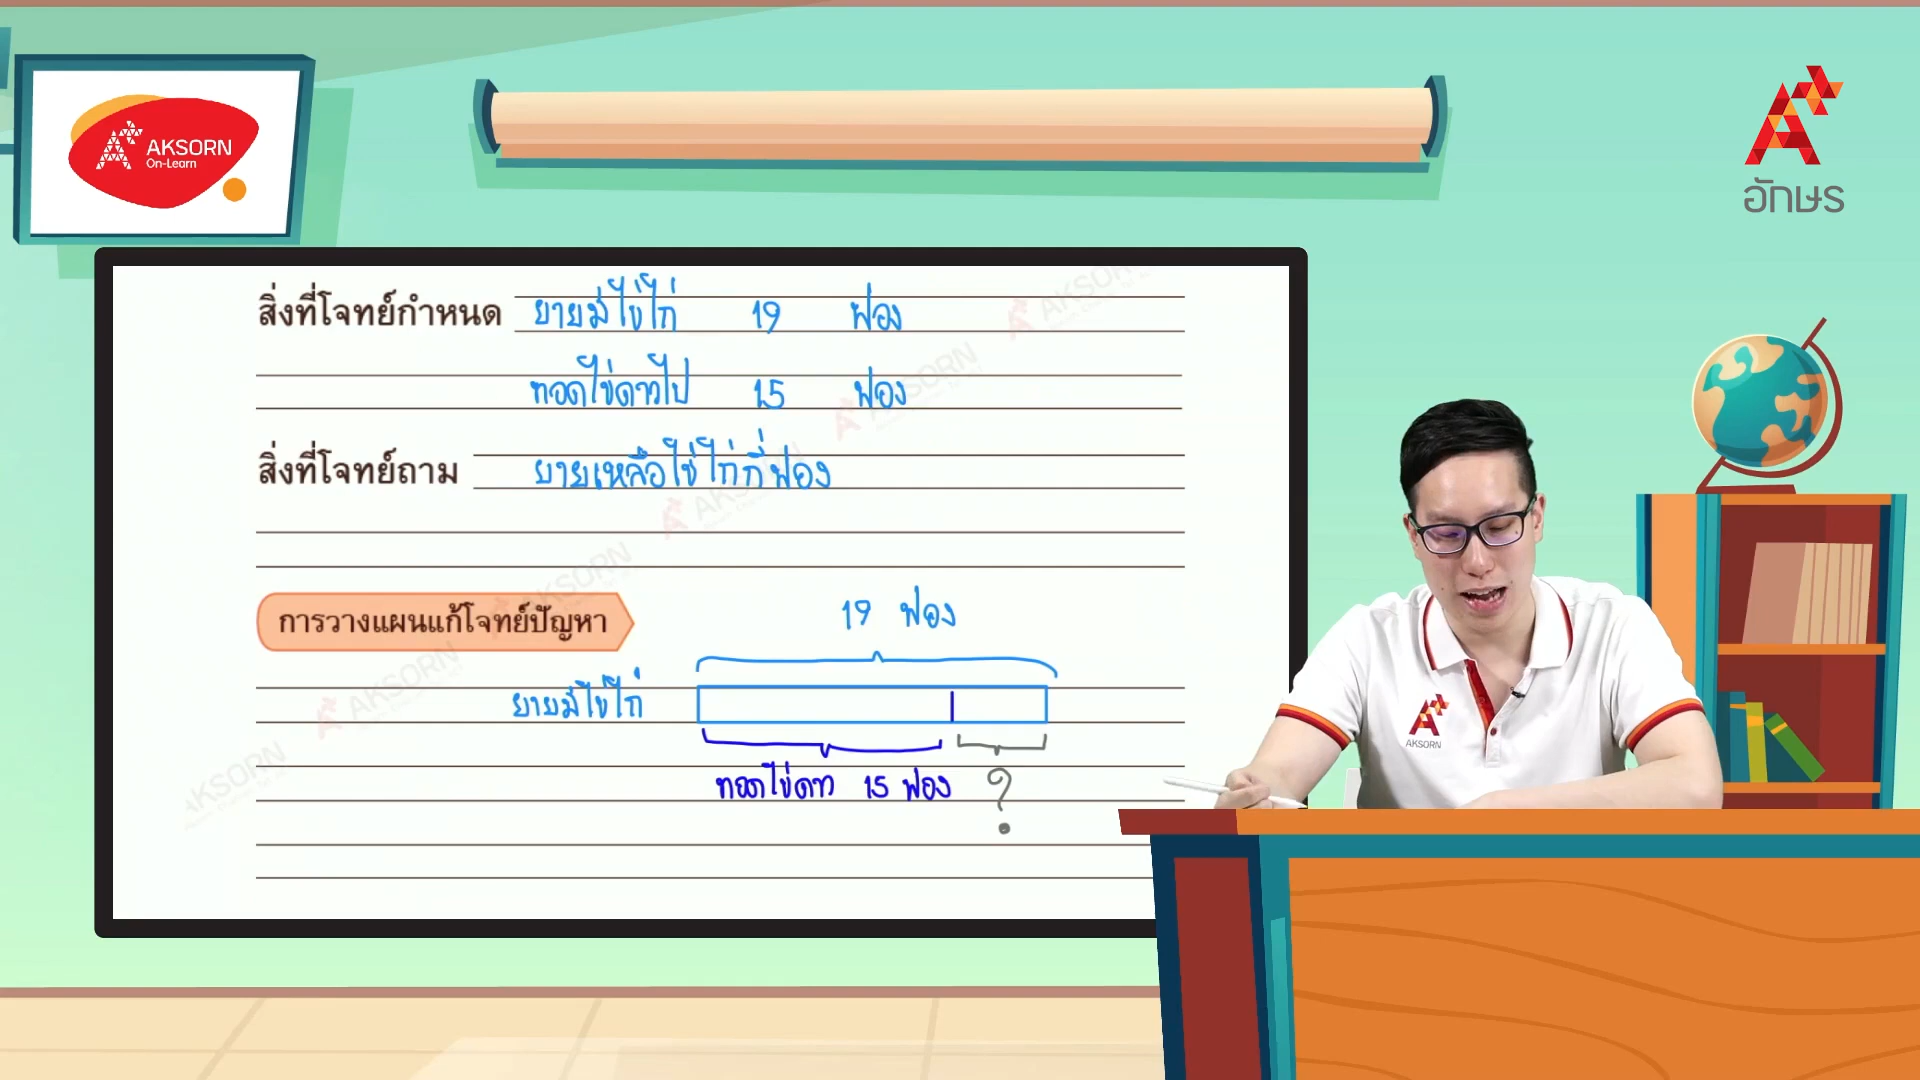 AKSORN
On-Learn
อักษร
สิ่งที่โจทย์กำหนด ยายมีไข่ไก่ 19 ฟอง
ทอดไข่ดาวไป 15 ฟอง
สิ่งที่โจทย์ถาม ยายเหลือไข่ไก่กี่ฟอง
การวางแผนแก้โจทย์ปัญหา
19 ฟอง
ยายมีไข่ไก่
ทอดไข่ดาว 15 ฟอง ?
AKSORN